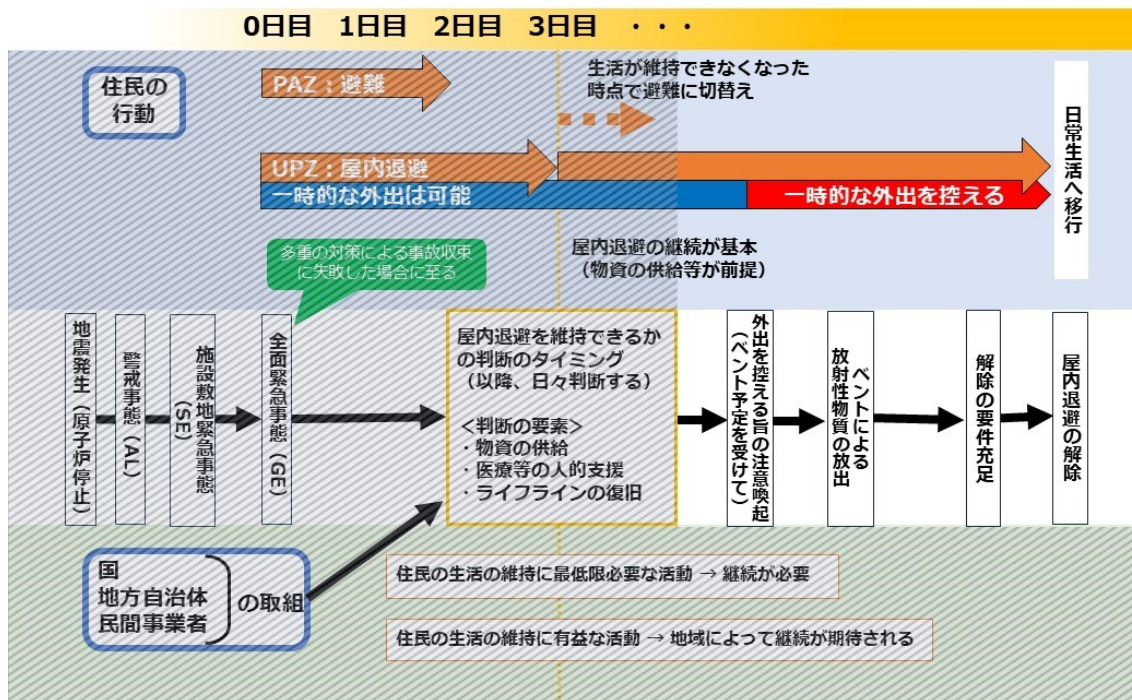 0日目 1日目 2日目 3日目 ・・・
住民の
行動
PAZ：避難
生活が維持できなくなった
時点で避難に切替え
UPZ：屋内退避
一時的な外出は可能
一時的な外出を控える
日常生活へ移行
多重の対策による事故収束
に失敗した場合に至る
屋内退避の継続が基本
（物資の供給等が前提）
地震発生（原子炉停止）
警戒事態（AL）
施設敷地緊急事態
（SE）
全面緊急事態（GE）
屋内退避を維持できるか
の判断のタイミング
（以降、日々判断する）
＜判断の要素＞
・物資の供給
・医療等の人的支援
・ライフラインの復旧
外出を控える旨の注意喚起
（ベント予定を受けて）
ベントによる
放射性物質の放出
解除の要件充足
屋内退避の解除
国
地方自治体
民間事業者
の取組
住民の生活の維持に最低限必要な活動 → 継続が必要
住民の生活の維持に有益な活動 → 地域によって継続が期待される